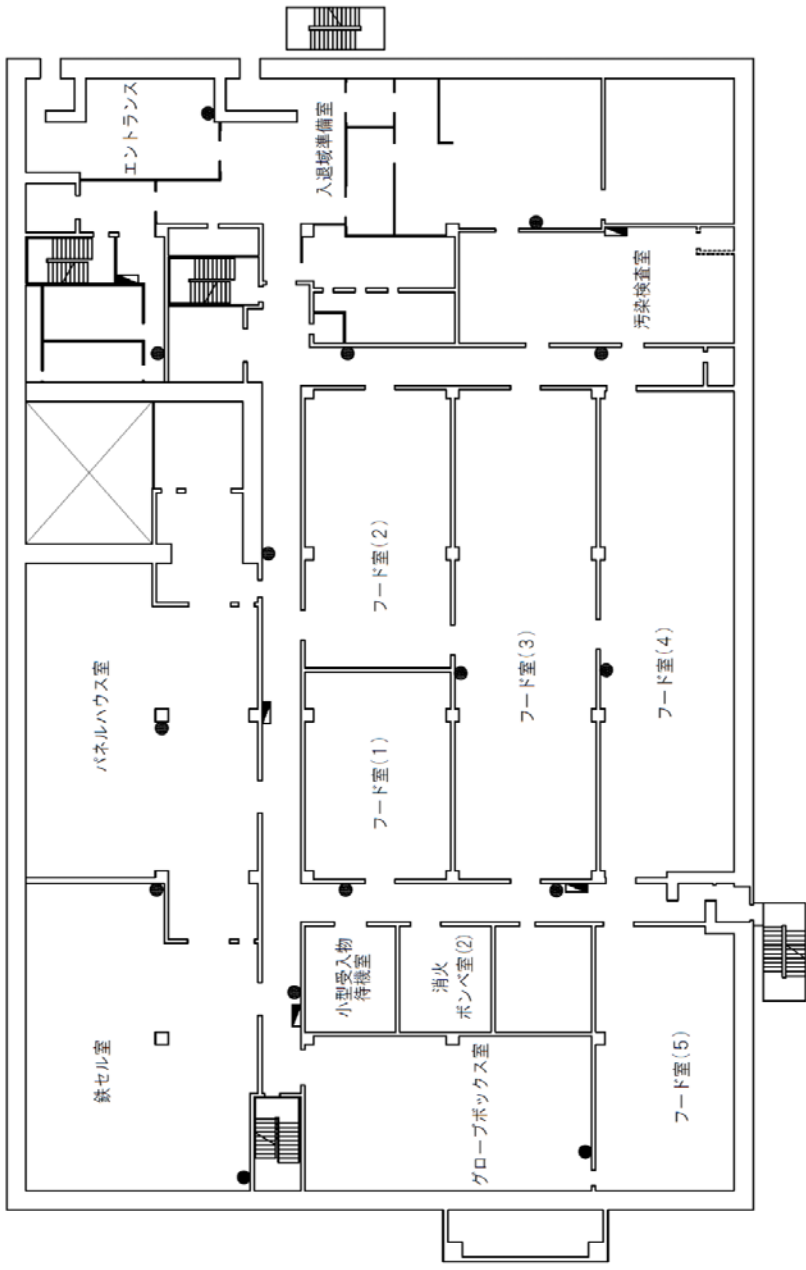 鉄セル室
パネルハウス室
エントランス
入退域準備室
小型受入物
待機室
消火
ボンベ室(2)
グローブボックス室
フード室(1)
フード室(2)
フード室(3)
フード室(4)
フード室(5)
汚染検査室